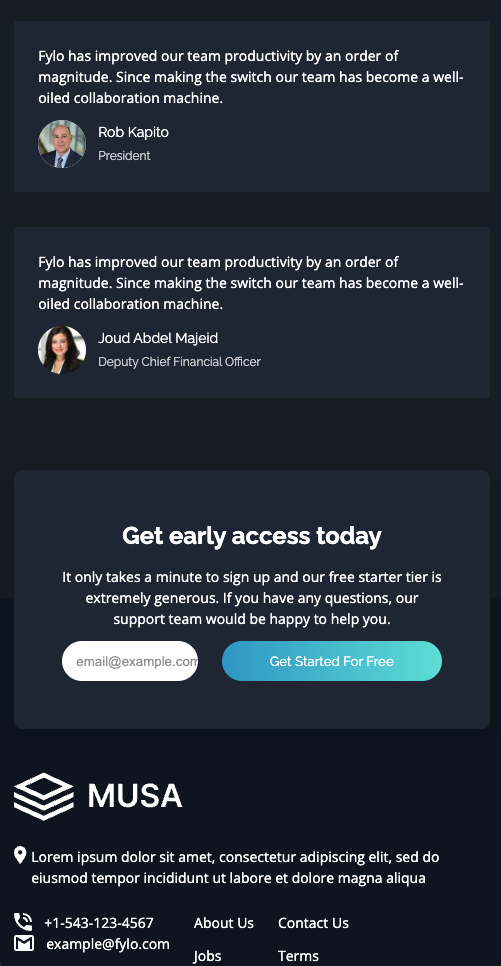 Fylo has improved our team productivity by an order of
magnitude. Since making the switch our team has become a well-
oiled collaboration machine.
Rob Kapito
President
Fylo has improved our team productivity by an order of
magnitude. Since making the switch our team has become a well-
oiled collaboration machine.
Joud Abdel Majeid
Deputy Chief Financial Officer
Get early access today
It only takes a minute to sign up and our free starter tier is
extremely generous. If you have any questions, our
support team would be happy to help you.
email@example.com
Get Started For Free
MUSA
Lorem ipsum dolor sit amet, consectetur adipiscing elit, sed do
eiusmod tempor incididunt ut labore et dolore magna aliqua
+1-543-123-4567
example@fylo.com
About Us
Jobs
Contact Us
Terms